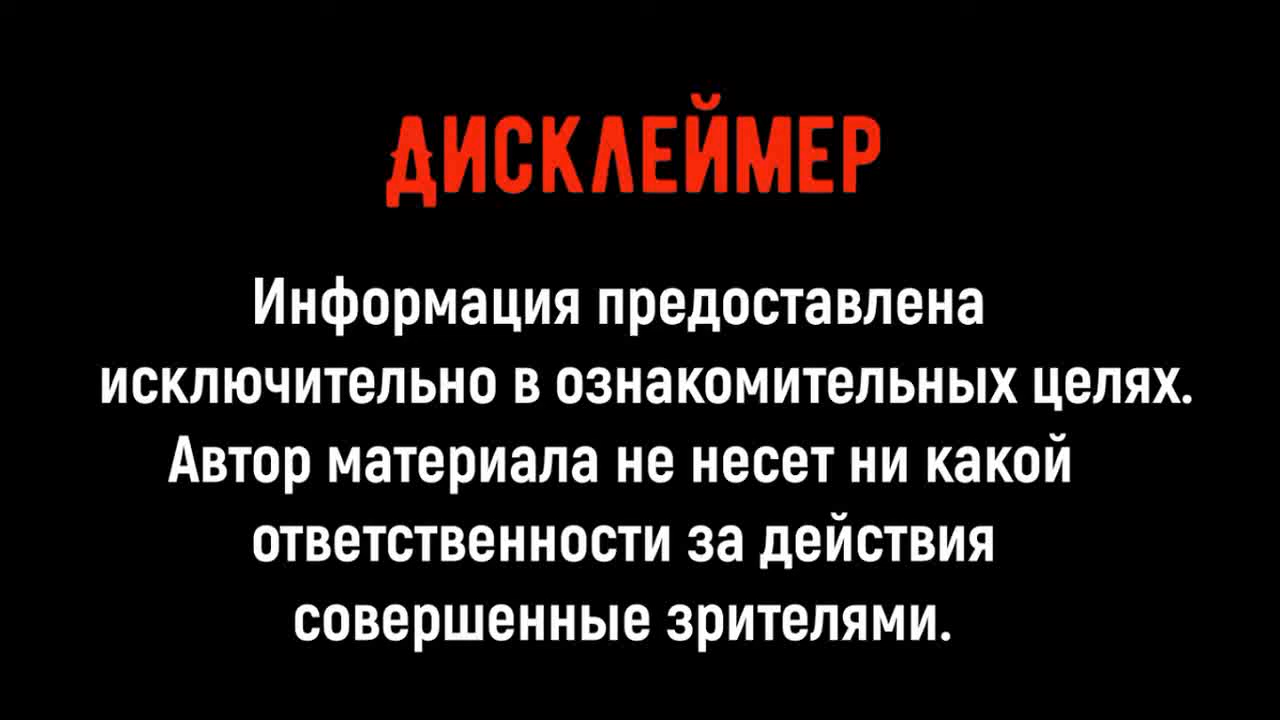 ДИСКЛЕЙМЕР
Информация предоставлена
исключительно в ознакомительных целях.
Автор материала не несет ни какой
ответственности за действия
совершенные зрителями.